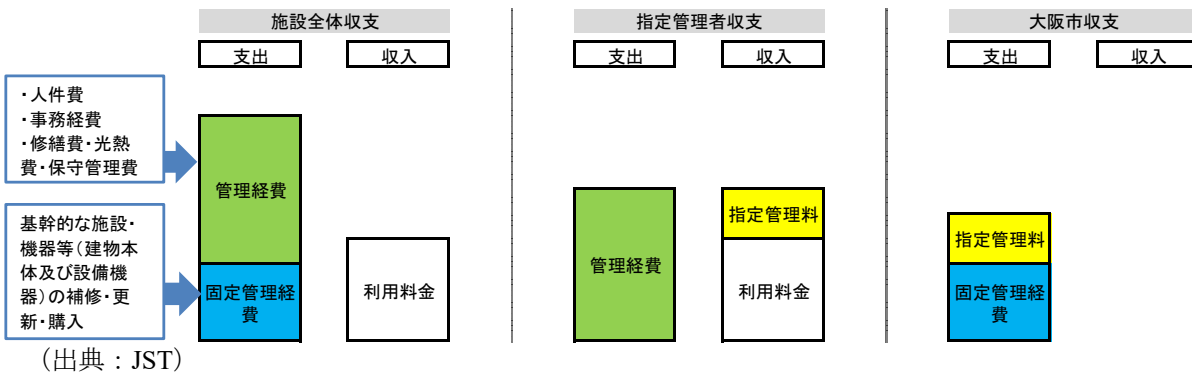 施設全体収支
指定管理者収支
大阪市収支
支出
収入
支出
収入
支出
収入
・人件費
・事務経費
・修繕費・光熱
費・保守管理費
管理経費
基幹的な施設・
機器等(建物本
体及び設備機
器)の補修・更
新・購入
固定管理経
費
利用料金
管理経費
指定管理料
利用料金
指定管理料
固定管理経
費
(出典:JST)